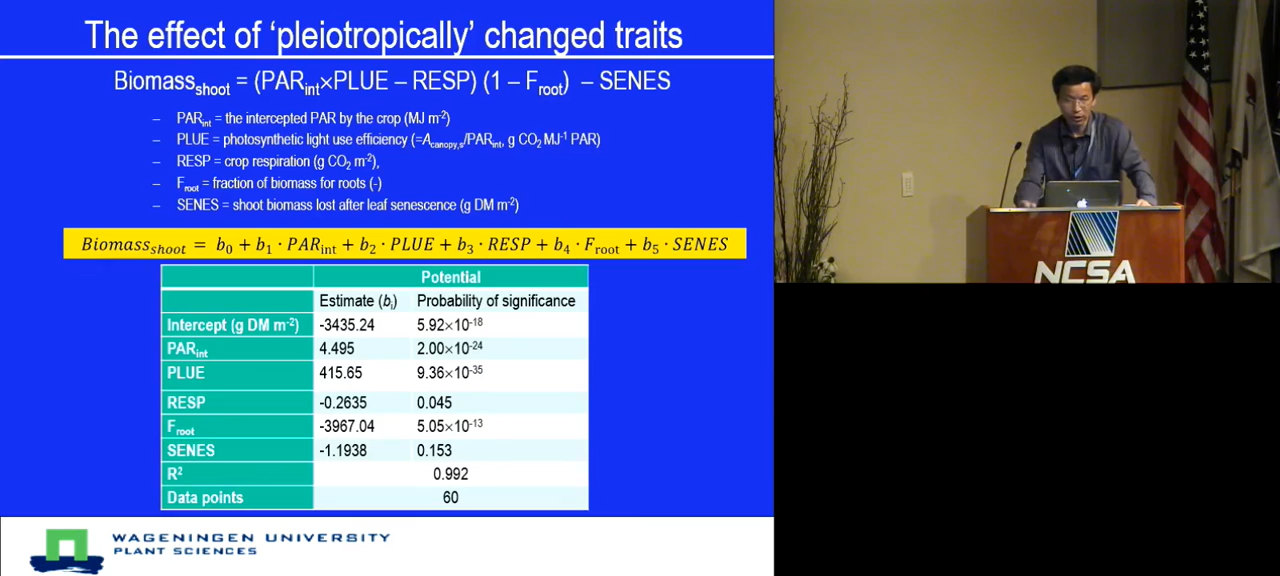 The effect of ‘pleiotropically’ changed traits
Biomass_shoot = (PAR_int×PLUE – RESP) (1 – F_root) – SENES
– PAR_int = the intercepted PAR by the crop (MJ m⁻²)
– PLUE = photosynthetic light use efficiency (=A_canopy,s/PAR_int, g CO₂ MJ⁻¹ PAR)
– RESP = crop respiration (g CO₂ m⁻²),
– F_root = fraction of biomass for roots (-)
– SENES = shoot biomass lost after leaf senescence (g DM m⁻²)
Biomass_shoot = b₀ + b₁ · PAR_int + b₂ · PLUE + b₃ · RESP + b₄ · F_root + b₅ · SENES
Potential
Estimate (b_i) Probability of significance
Intercept (g DM m⁻²) -3435.24 5.92×10⁻¹⁸
PAR_int 4.495 2.00×10⁻²⁴
PLUE 415.65 9.36×10⁻³⁵
RESP -0.2635 0.045
F_root -3967.04 5.05×10⁻¹³
SENES -1.1938 0.153
R² 0.992
Data points 60
WAGENINGEN UNIVERSITY
PLANT SCIENCES
NCSA